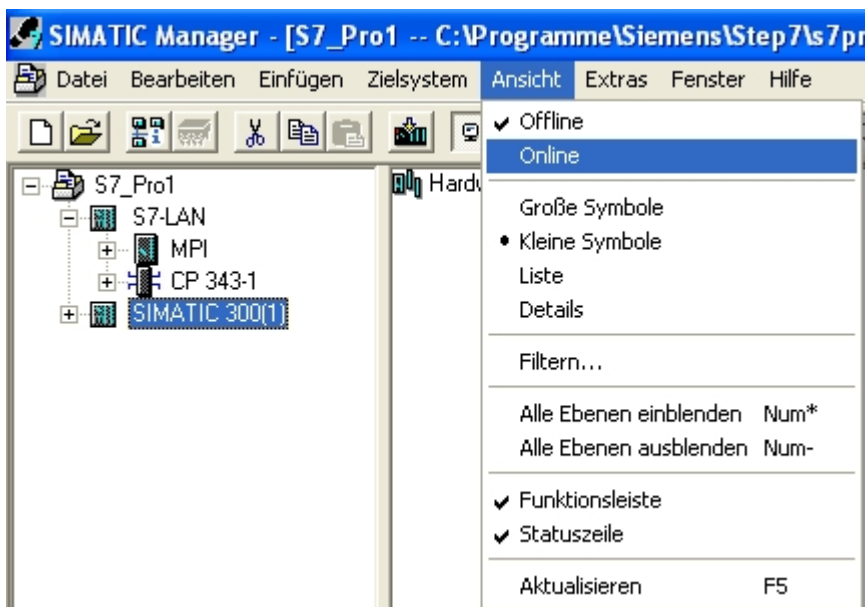 SIMATIC Manager - [S7_Pro1 -- C:\Programme\Siemens\Step7\s7pr
Datei Bearbeiten Einfügen Zielsystem Ansicht Extras Fenster Hilfe
Offline
Online
Große Symbole
Kleine Symbole
Liste
Details
Filtern...
Alle Ebenen einblenden Num*
Alle Ebenen ausblenden Num-
Funktionsleiste
Statuszeile
Aktualisieren F5
S7_Pro1
S7-LAN
MPI
CP 343-1
SIMATIC 300(1)